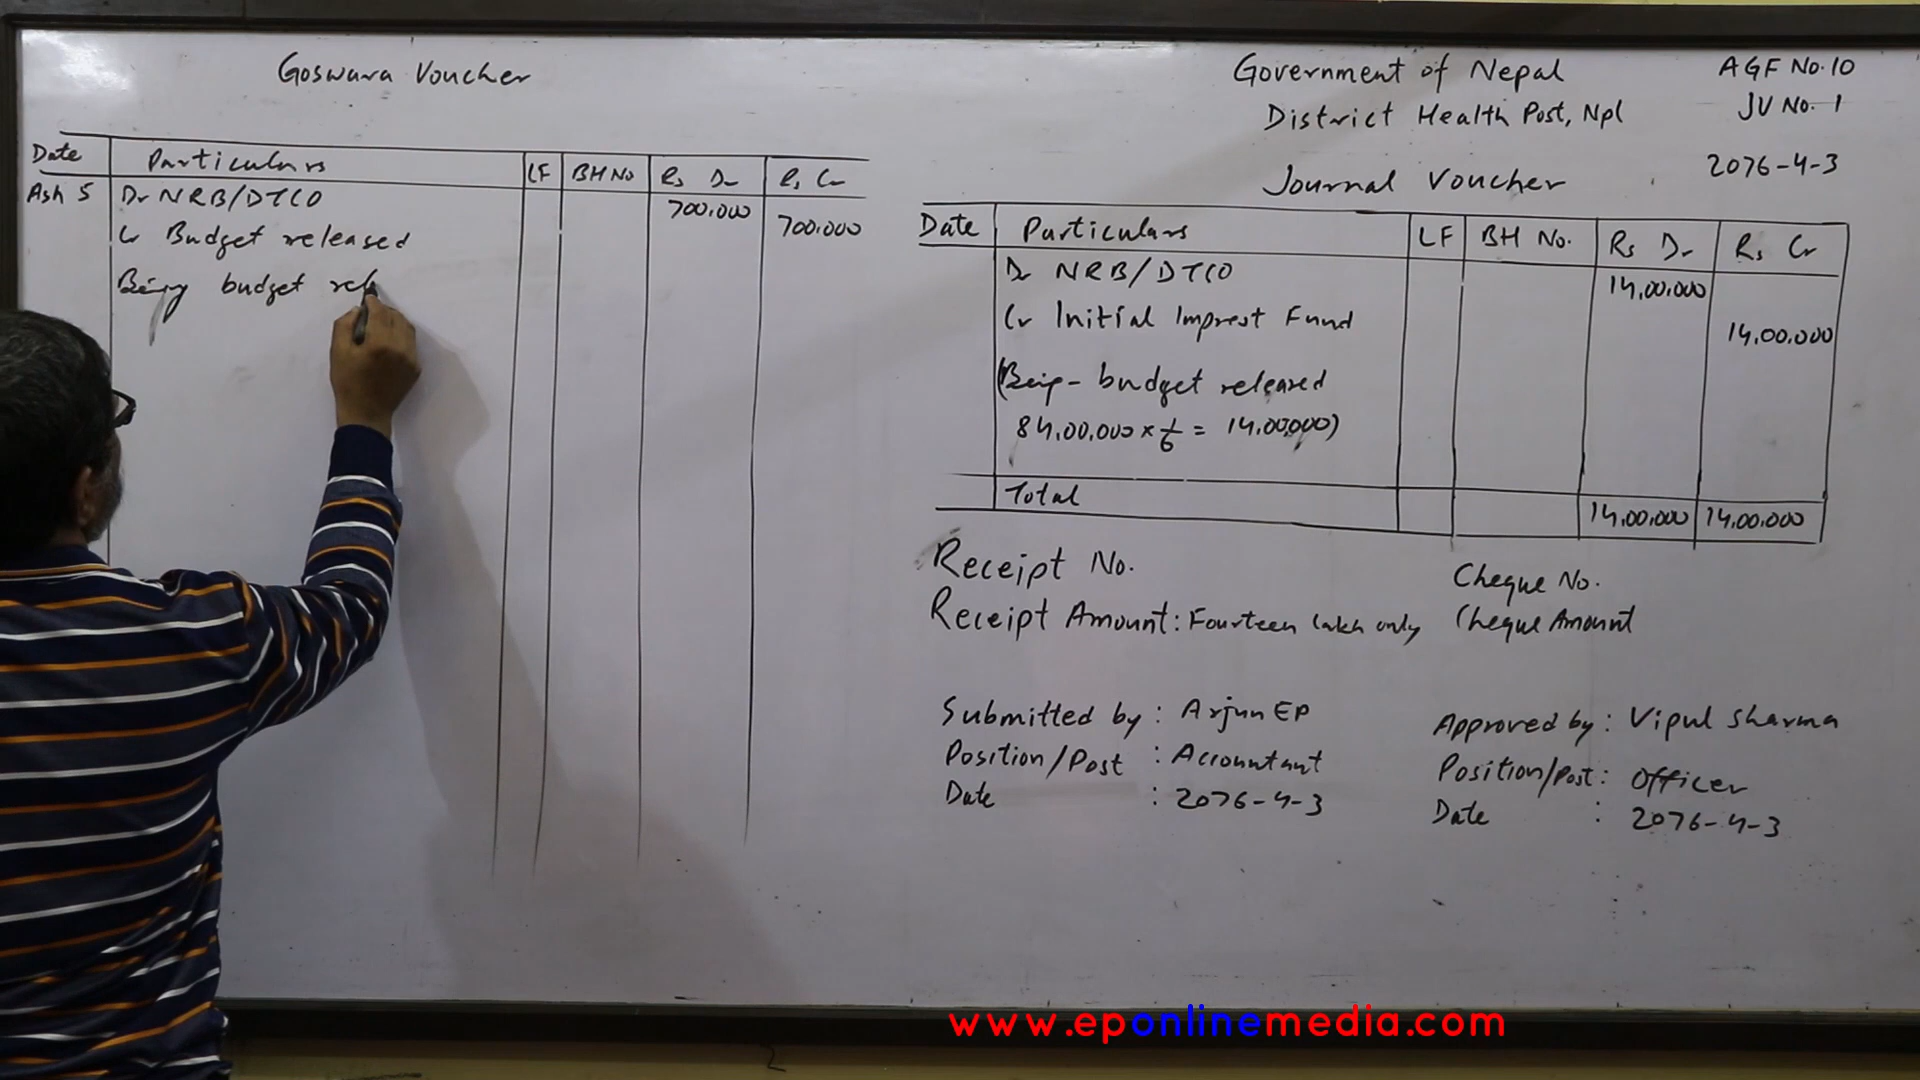 Goswara Voucher
Date Particulars LF BH No Rs Dr Rs Cr
Ash 5 Dr NRB/DTCO 700,000
Cr Budget released 700,000
Being budget rel
Government of Nepal AGF No. 10
District Health Post, Npl JV No. 1
Journal Voucher 2076-4-3
Date Particulars LF BH No. Rs Dr Rs Cr
Dr NRB/DTCO 14,00,000
Cr Initial Imprest Fund 14,00,000
(Being- budget released
84,00,000 × 1/6 = 14,00,000)
Total 14,00,000 14,00,000
Receipt No. Cheque No.
Receipt Amount: Fourteen lakh only Cheque Amount
Submitted by : Arjun EP Approved by : Vipul Sharma
Position/Post : Accountant Position/Post : Officer
Date : 2076-4-3 Date : 2076-4-3
www.eponlinemedia.com